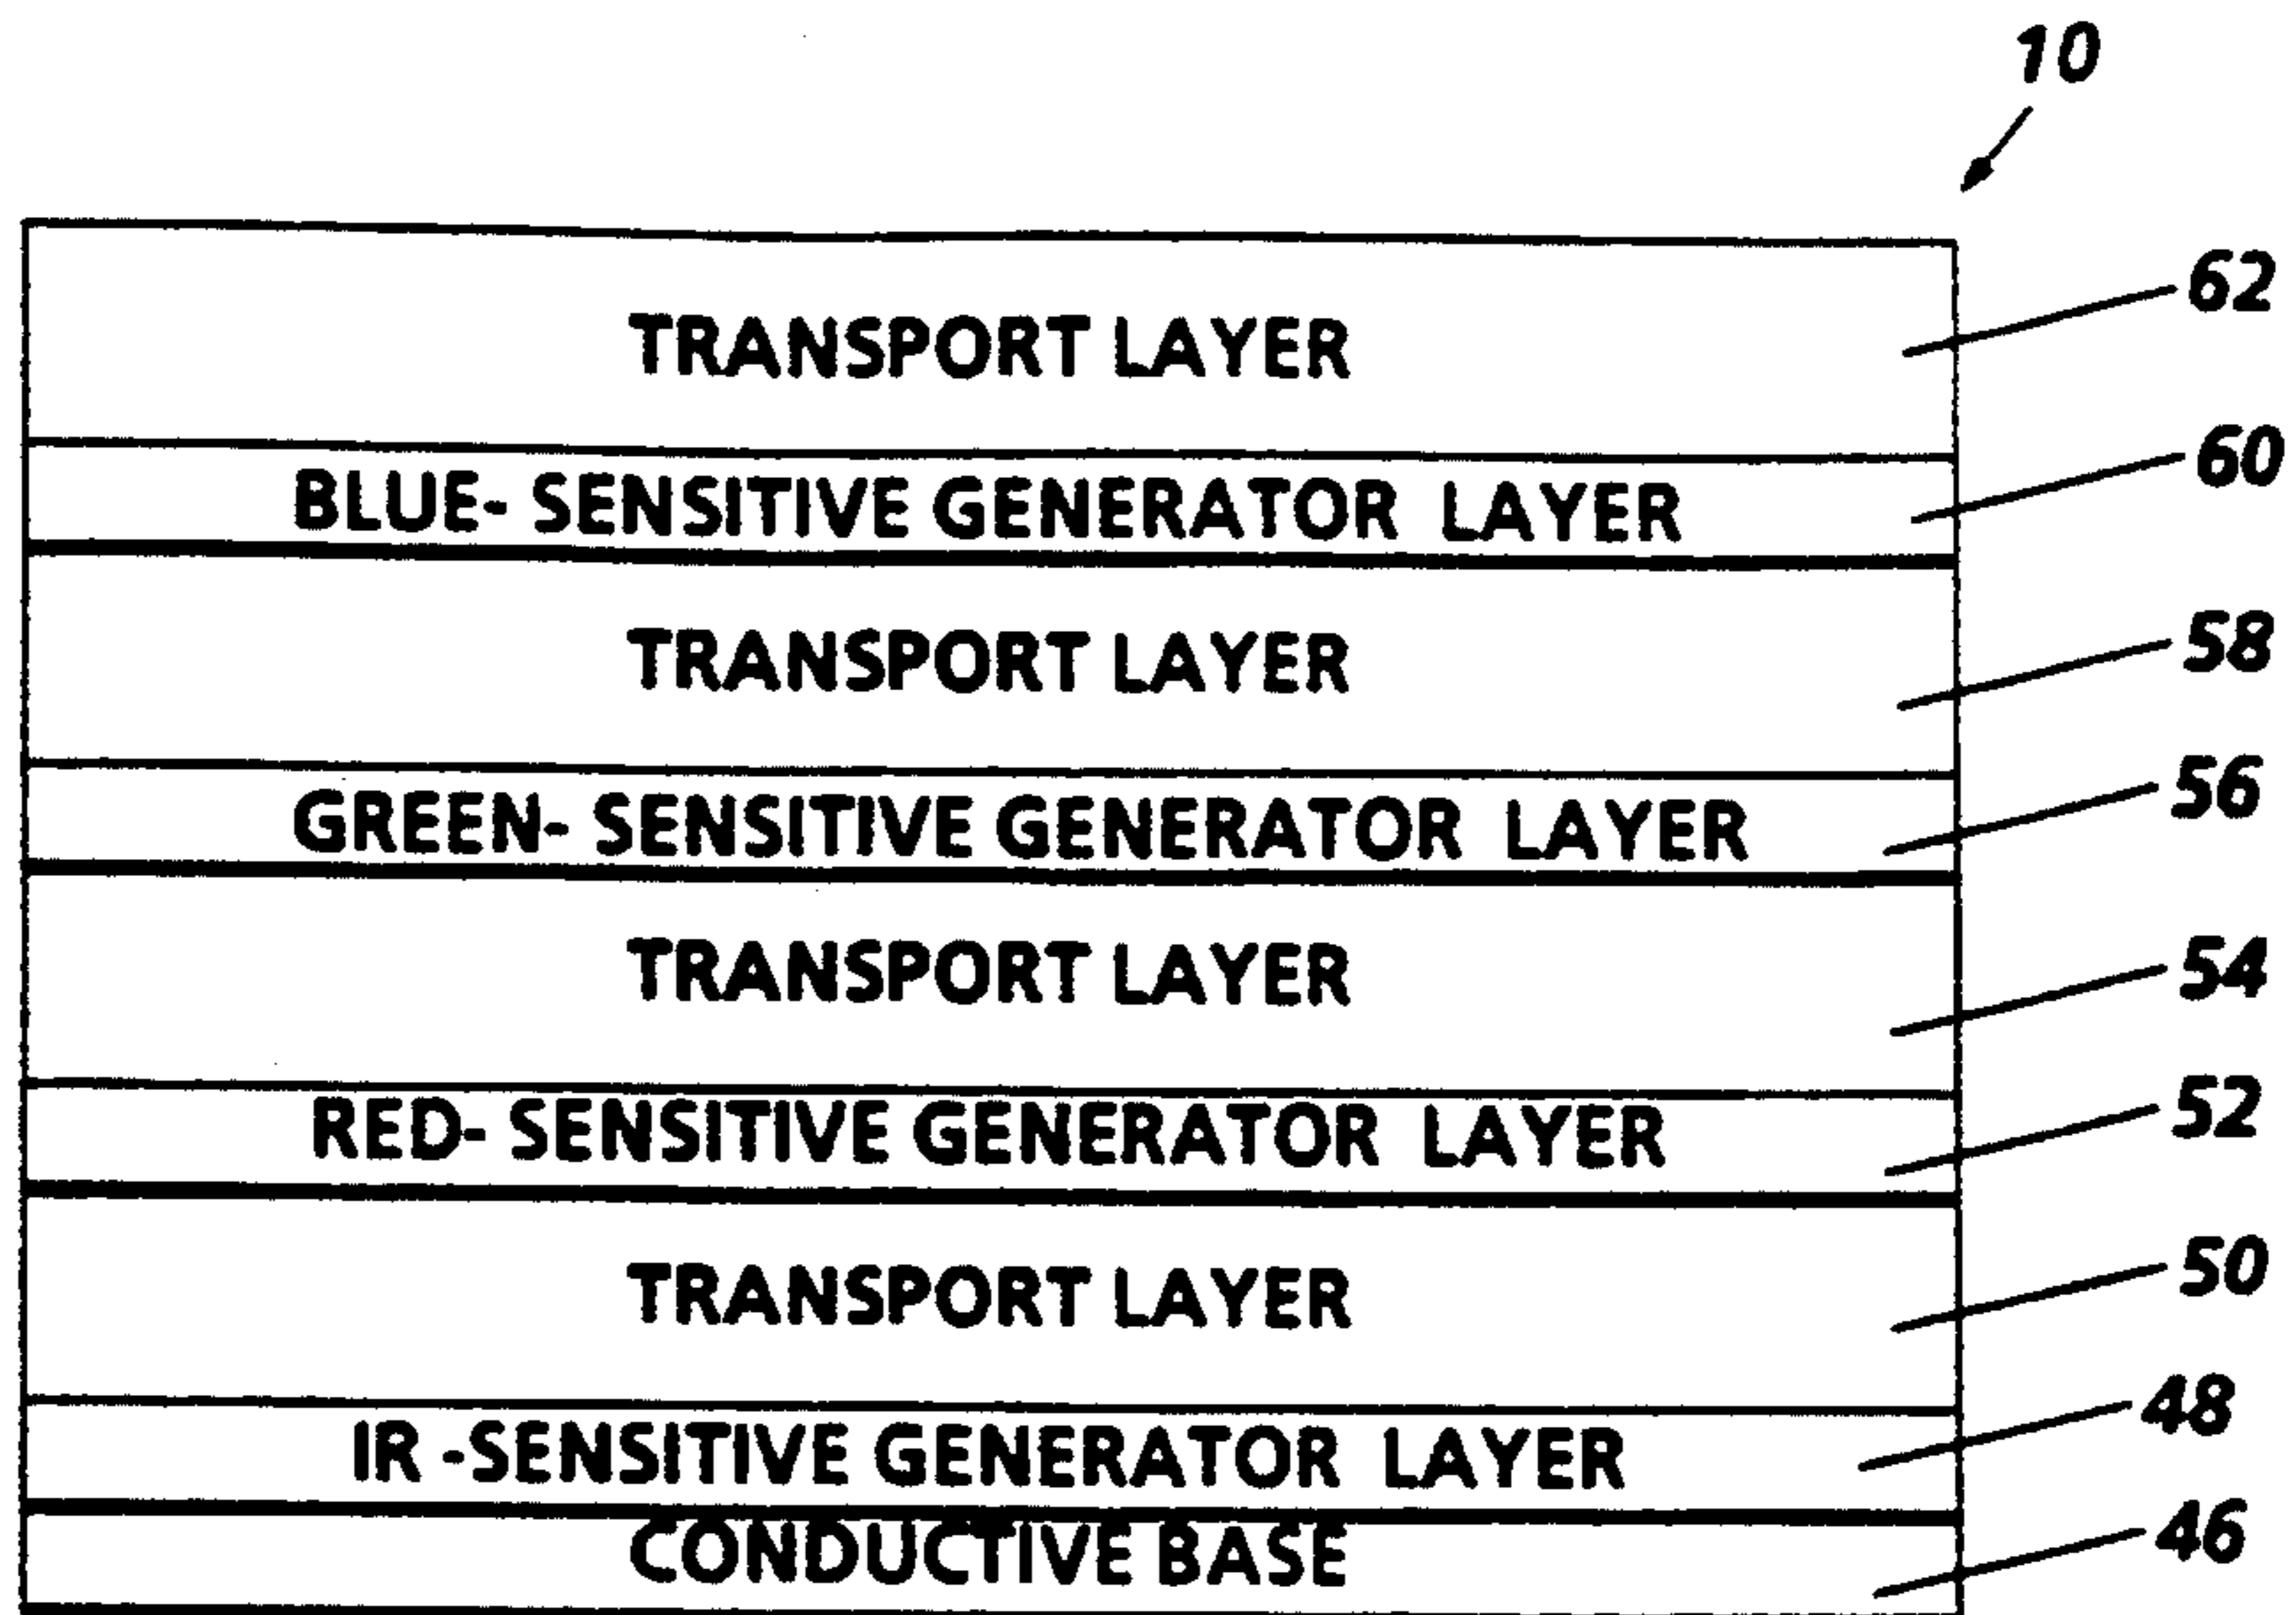 10
TRANSPORT LAYER
62
BLUE- SENSITIVE GENERATOR LAYER
60
TRANSPORT LAYER
58
GREEN- SENSITIVE GENERATOR LAYER
56
TRANSPORT LAYER
54
RED- SENSITIVE GENERATOR LAYER
52
TRANSPORT LAYER
50
IR -SENSITIVE GENERATOR LAYER
48
CONDUCTIVE BASE
46